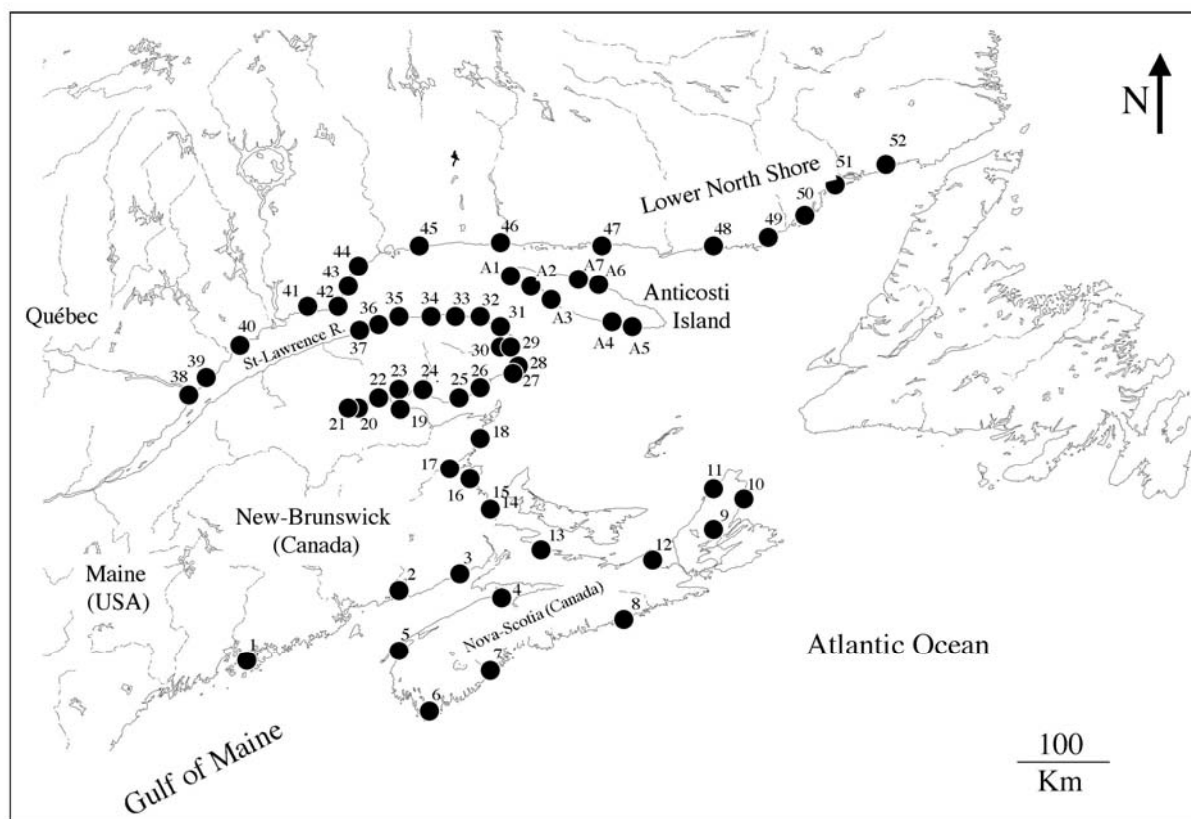 N
52
51
Lower North Shore
50
49
48
47
46
45
44
43
42
41
A1
A2
A7
A6
A3
A4
A5
Anticosti
Island
Québec
40
39
38
St-Lawrence R.
37
36
35
34
33
32
31
30
29
28
27
26
25
24
23
22
21
20
19
18
17
16
15
14
13
12
11
10
9
New-Brunswick
(Canada)
Maine
(USA)
3
2
4
5
1
Nova-Scotia (Canada)
8
7
6
Atlantic Ocean
Gulf of Maine
100
Km